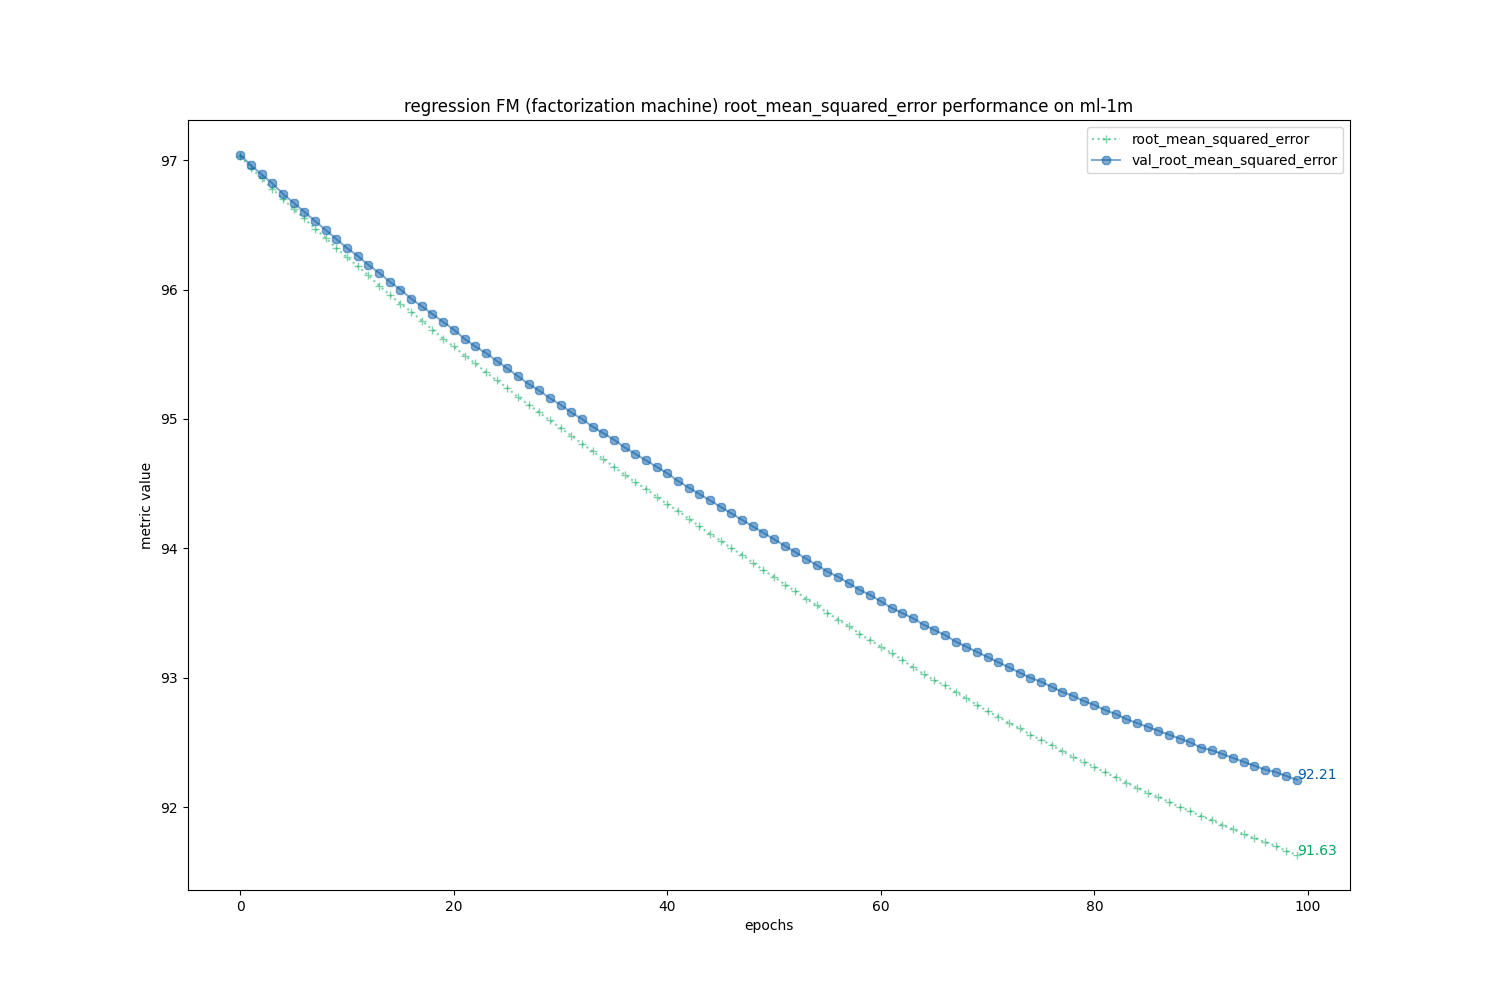 regression FM (factorization machine) root_mean_squared_error performance on ml-1m
root_mean_squared_error
val_root_mean_squared_error
97
96
95
94
93
92
metric value
92.21
91.63
0
20
40
60
80
100
epochs